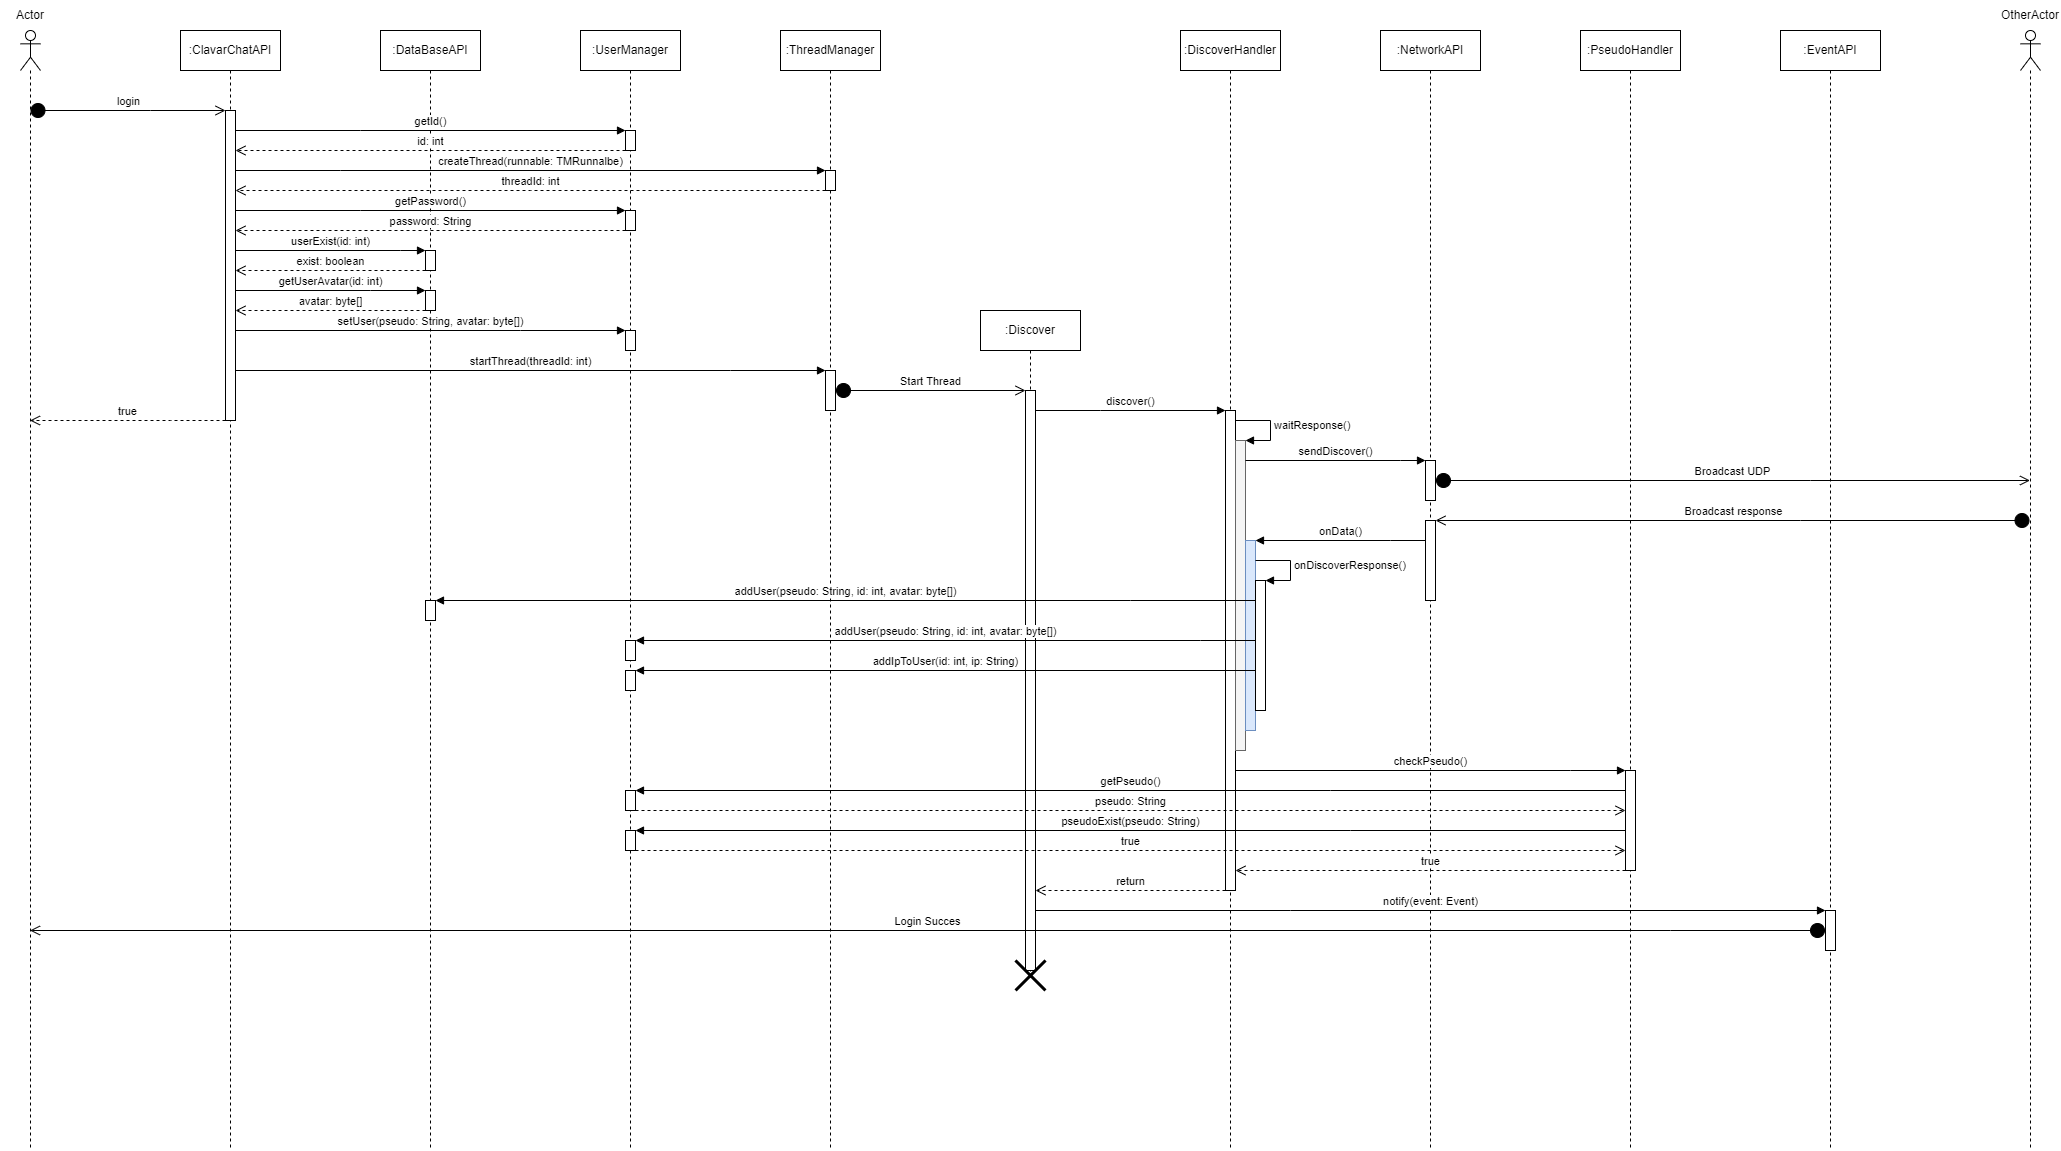 Actor
OtherActor
:ClavarChatAPI
:DataBaseAPI
:UserManager
:ThreadManager
:DiscoverHandler
:NetworkAPI
:PseudoHandler
:EventAPI
login
getId()
id: int
createThread(runnable: TMRunnalbe)
threadId: int
getPassword()
password: String
userExist(id: int)
exist: boolean
getUserAvatar(id: int)
avatar: byte[]
setUser(pseudo: String, avatar: byte[])
:Discover
startThread(threadId: int)
Start Thread
discover()
true
waitResponse()
sendDiscover()
Broadcast UDP
Broadcast response
onData()
onDiscoverResponse()
addUser(pseudo: String, id: int, avatar: byte[])
addUser(pseudo: String, id: int, avatar: byte[])
addIpToUser(id: int, ip: String)
checkPseudo()
getPseudo()
pseudo: String
pseudoExist(pseudo: String)
true
true
return
notify(event: Event)
Login Succes